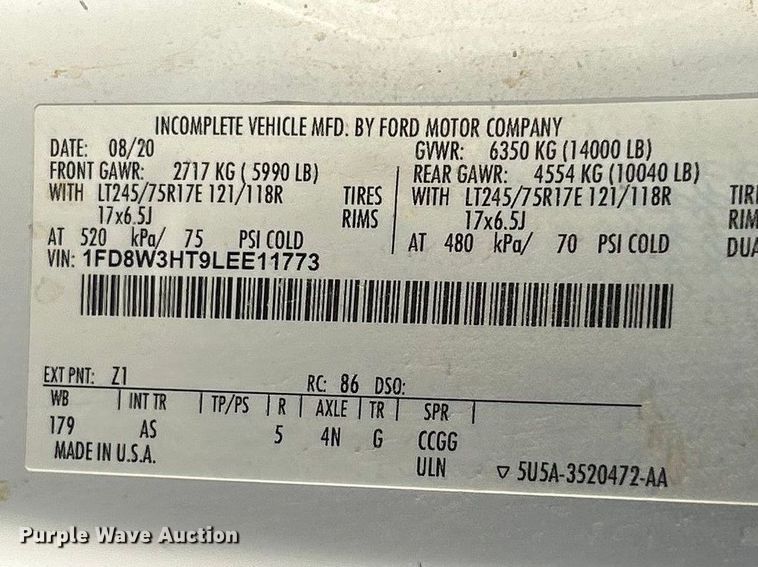 INCOMPLETE VEHICLE MFD. BY FORD MOTOR COMPANY
DATE: 08/20 GVWR: 6350 KG (14000 LB)
FRONT GAWR: 2717 KG ( 5990 LB) REAR GAWR: 4554 KG (10040 LB)
WITH LT245/75R17E 121/118R TIRES WITH LT245/75R17E 121/118R TIR
17x6.5J RIMS 17x6.5J RIM
AT 520 kPa/ 75 PSI COLD AT 480 kPa/ 70 PSI COLD DUA
VIN: 1FD8W3HT9LEE11773
EXT PNT: Z1 RC: 86 DSO:
WB INT TR TP/PS R AXLE TR SPR
179 AS 5 4N G CCGG
MADE IN U.S.A. ULN 5U5A-3520472-AA
Purple Wave Auction